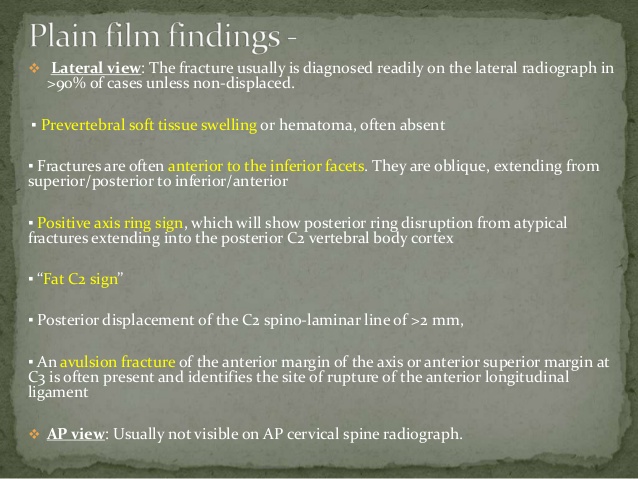 Plain film findings -
❖ Lateral view: The fracture usually is diagnosed readily on the lateral radiograph in
>90% of cases unless non-displaced.
▪ Prevertebral soft tissue swelling or hematoma, often absent
▪ Fractures are often anterior to the inferior facets. They are oblique, extending from
superior/posterior to inferior/anterior
▪ Positive axis ring sign, which will show posterior ring disruption from atypical
fractures extending into the posterior C2 vertebral body cortex
▪ “Fat C2 sign”
▪ Posterior displacement of the C2 spino-laminar line of >2 mm,
▪ An avulsion fracture of the anterior margin of the axis or anterior superior margin at
C3 is often present and identifies the site of rupture of the anterior longitudinal
ligament
❖ AP view: Usually not visible on AP cervical spine radiograph.